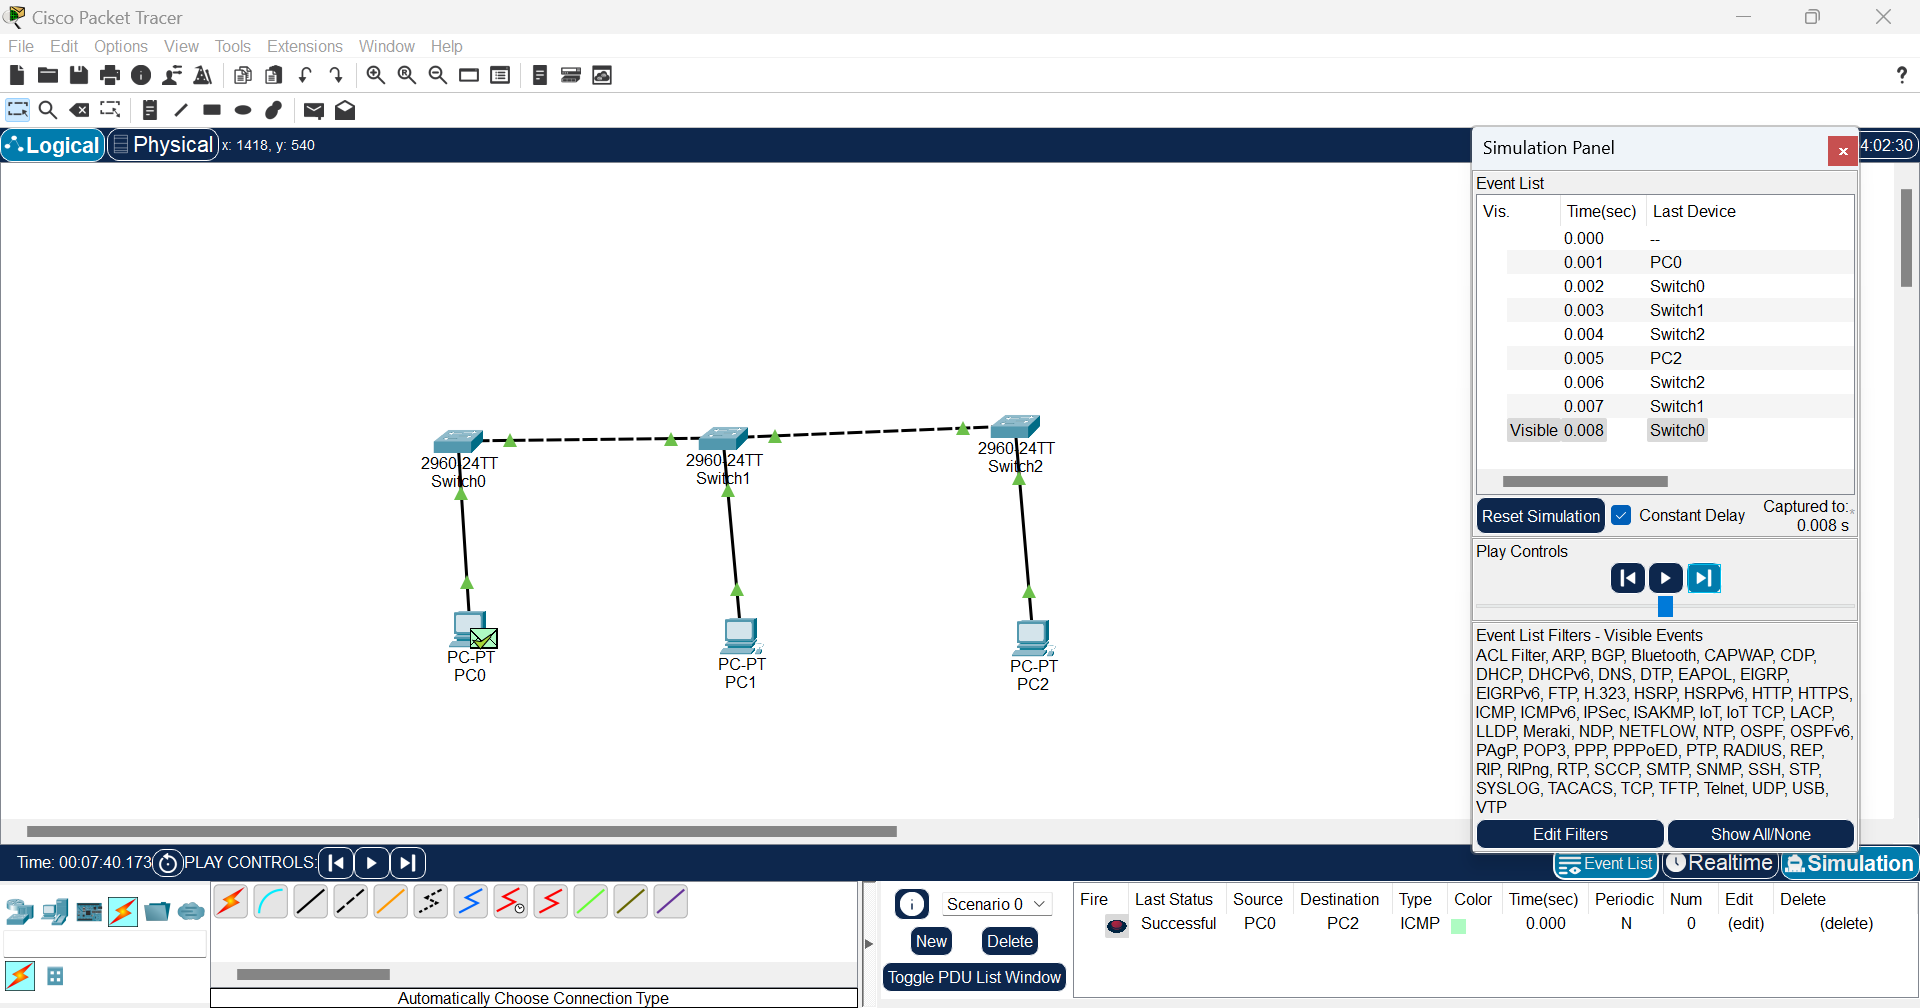 Cisco Packet Tracer
File Edit Options View Tools Extensions Window Help
?
Logical Physical x: 1418, y: 540
4:02:30
Simulation Panel
Event List
Vis. Time(sec) Last Device
0.000 --
0.001 PC0
0.002 Switch0
0.003 Switch1
0.004 Switch2
0.005 PC2
0.006 Switch2
0.007 Switch1
Visible 0.008 Switch0
Reset Simulation Constant Delay Captured to:*
0.008 s
Play Controls
Event List Filters - Visible Events
ACL Filter, ARP, BGP, Bluetooth, CAPWAP, CDP,
DHCP, DHCPv6, DNS, DTP, EAPOL, EIGRP,
EIGRPv6, FTP, H.323, HSRP, HSRPv6, HTTP, HTTPS,
ICMP, ICMPv6, IPSec, ISAKMP, IoT, IoT TCP, LACP,
LLDP, Meraki, NDP, NETFLOW, NTP, OSPF, OSPFv6,
PAgP, POP3, PPP, PPPoED, PTP, RADIUS, REP,
RIP, RIPng, RTP, SCCP, SMTP, SNMP, SSH, STP,
SYSLOG, TACACS, TCP, TFTP, Telnet, UDP, USB,
VTP
Edit Filters Show All/None
2960-24TT
Switch0
2960-24TT
Switch1
2960-24TT
Switch2
PC-PT
PC0
PC-PT
PC1
PC-PT
PC2
Time: 00:07:40.173 PLAY CONTROLS:
Event List Realtime Simulation
Scenario 0
New Delete
Toggle PDU List Window
Fire Last Status Source Destination Type Color Time(sec) Periodic Num Edit Delete
Successful PC0 PC2 ICMP 0.000 N 0 (edit) (delete)
Automatically Choose Connection Type